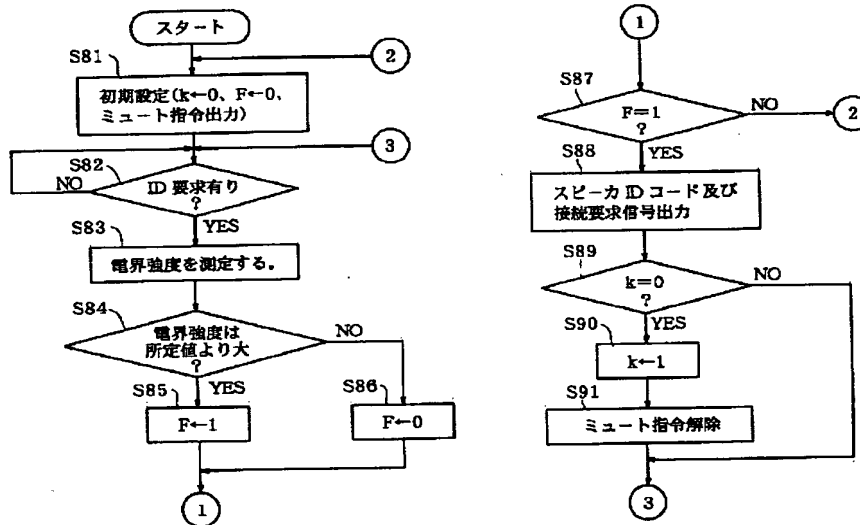 スタート
2
S81
初期設定(k←0、F←0、
ミュート指令出力)
3
S82
ID 要求有り
?
NO
YES
S83
電界強度を測定する。
S84
電界強度は
所定値より大
?
NO
YES
S85
F←1
S86
F←0
1
1
S87
F=1
?
NO
2
YES
S88
スピーカ ID コード及び
接続要求信号出力
S89
k=0
?
NO
YES
S90
k←1
S91
ミュート指令解除
3